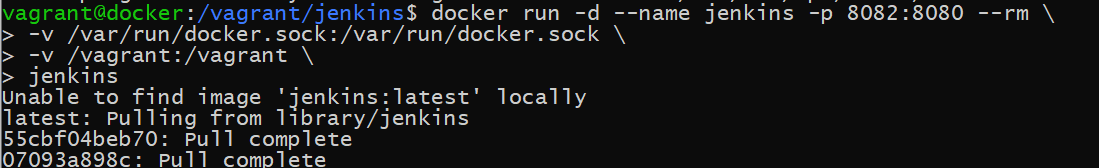 vagrant@docker:/vagrant/jenkins$ docker run -d --name jenkins -p 8082:8080 --rm \
> -v /var/run/docker.sock:/var/run/docker.sock \
> -v /vagrant:/vagrant \
> jenkins
Unable to find image 'jenkins:latest' locally
latest: Pulling from library/jenkins
55cbf04beb70: Pull complete
07093a898c: Pull complete